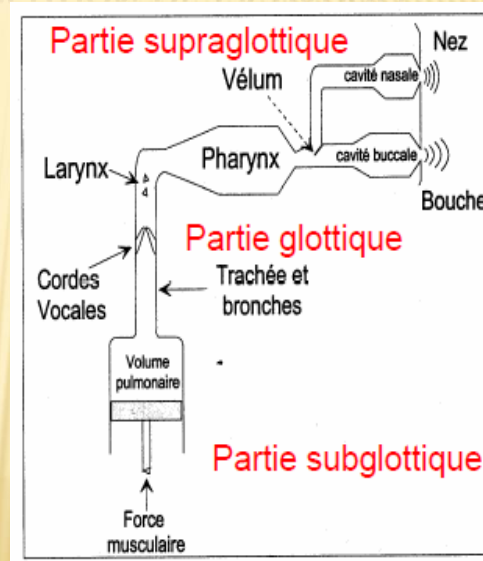 Partie supraglottique
Nez
Vélum
cavité nasale
Pharynx
cavité buccale
Larynx
Bouche
Partie glottique
Cordes
Vocales
Trachée et
bronches
Volume
pulmonaire
Partie subglottique
Force
musculaire